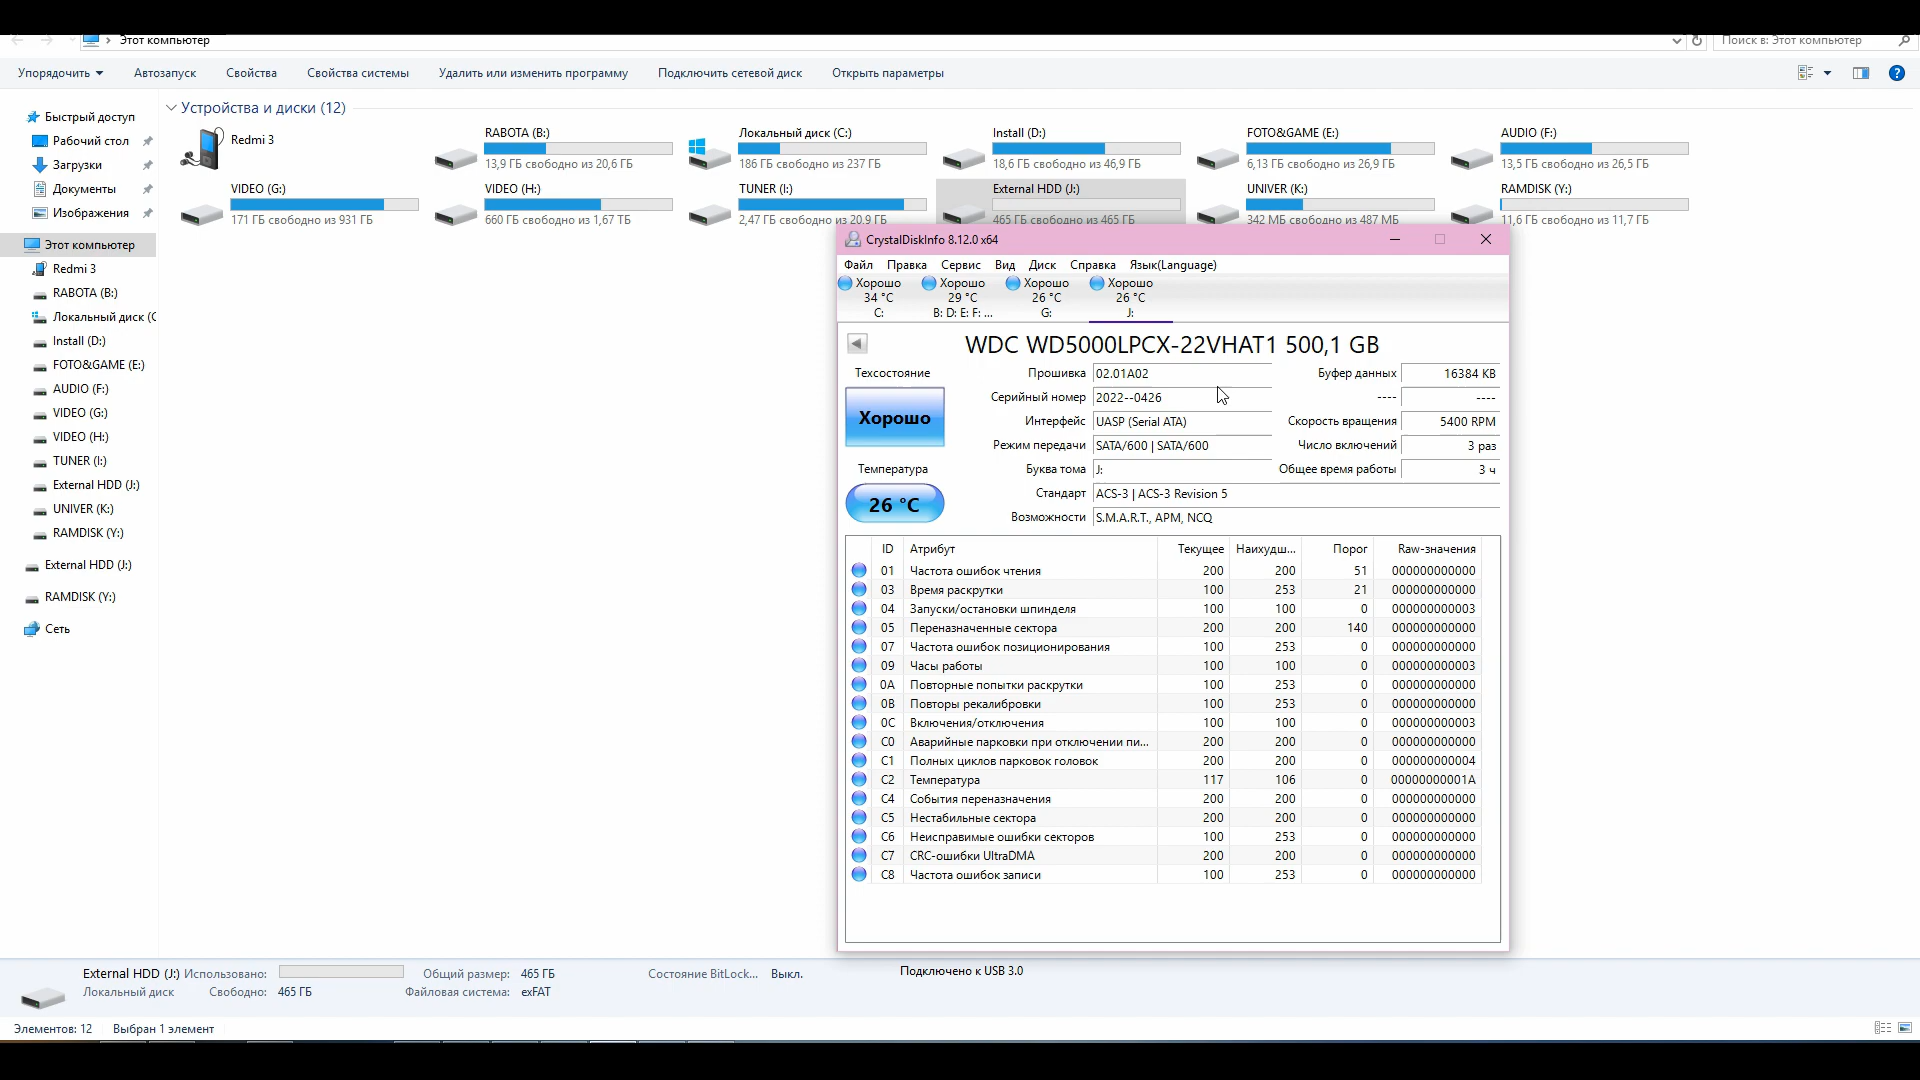 Этот компьютер
Поиск в: Этот компьютер
Упорядочить Автозапуск Свойства Свойства системы Удалить или изменить программу Подключить сетевой диск Открыть параметры
Устройства и диски (12)
Быстрый доступ
Рабочий стол
Загрузки
Документы
Изображения
Этот компьютер
Redmi 3
RABOTA (B:)
Локальный диск (C
Install (D:)
FOTO&GAME (E:)
AUDIO (F:)
VIDEO (G:)
VIDEO (H:)
TUNER (I:)
External HDD (J:)
UNIVER (K:)
RAMDISK (Y:)
External HDD (J:)
RAMDISK (Y:)
Сеть
Redmi 3
RABOTA (B:)
13,9 ГБ свободно из 20,6 ГБ
Локальный диск (C:)
186 ГБ свободно из 237 ГБ
Install (D:)
18,6 ГБ свободно из 46,9 ГБ
FOTO&GAME (E:)
6,13 ГБ свободно из 26,9 ГБ
AUDIO (F:)
13,5 ГБ свободно из 26,5 ГБ
VIDEO (G:)
171 ГБ свободно из 931 ГБ
VIDEO (H:)
660 ГБ свободно из 1,67 ТБ
TUNER (I:)
2,47 ГБ свободно из 20,9 ГБ
External HDD (J:)
465 ГБ свободно из 465 ГБ
UNIVER (K:)
342 МБ свободно из 487 МБ
RAMDISK (Y:)
11,6 ГБ свободно из 11,7 ГБ
CrystalDiskInfo 8.12.0 x64
Файл Правка Сервис Вид Диск Справка Язык(Language)
Хорошо Хорошо Хорошо Хорошо
34 °C 29 °C 26 °C 26 °C
C: B: D: E: F: ... G: J:
WDC WD5000LPCX-22VHAT1 500,1 GB
Техсостояние
Хорошо
Температура
26 °C
Прошивка 02.01A02 Буфер данных 16384 KB
Серийный номер 2022--0426 ---- ----
Интерфейс UASP (Serial ATA) Скорость вращения 5400 RPM
Режим передачи SATA/600 | SATA/600 Число включений 3 раз
Буква тома J: Общее время работы 3 ч
Стандарт ACS-3 | ACS-3 Revision 5
Возможности S.M.A.R.T., APM, NCQ
ID Атрибут Текущее Наихудш... Порог Raw-значения
01 Частота ошибок чтения 200 200 51 000000000000
03 Время раскрутки 100 253 21 000000000000
04 Запуски/остановки шпинделя 100 100 0 000000000003
05 Переназначенные сектора 200 200 140 000000000000
07 Частота ошибок позиционирования 100 253 0 000000000000
09 Часы работы 100 100 0 000000000003
0A Повторные попытки раскрутки 100 253 0 000000000000
0B Повторы рекалибровки 100 253 0 000000000000
0C Включения/отключения 100 100 0 000000000003
C0 Аварийные парковки при отключении пи... 200 200 0 000000000000
C1 Полных циклов парковок головок 200 200 0 000000000004
C2 Температура 117 106 0 00000000001A
C4 События переназначения 200 200 0 000000000000
C5 Нестабильные сектора 200 200 0 000000000000
C6 Неисправимые ошибки секторов 100 253 0 000000000000
C7 CRC-ошибки UltraDMA 200 200 0 000000000000
C8 Частота ошибок записи 100 253 0 000000000000
External HDD (J:) Использовано: Общий размер: 465 ГБ Состояние BitLock... Выкл. Подключено к USB 3.0
Локальный диск Свободно: 465 ГБ Файловая система: exFAT
Элементов: 12 Выбран 1 элемент